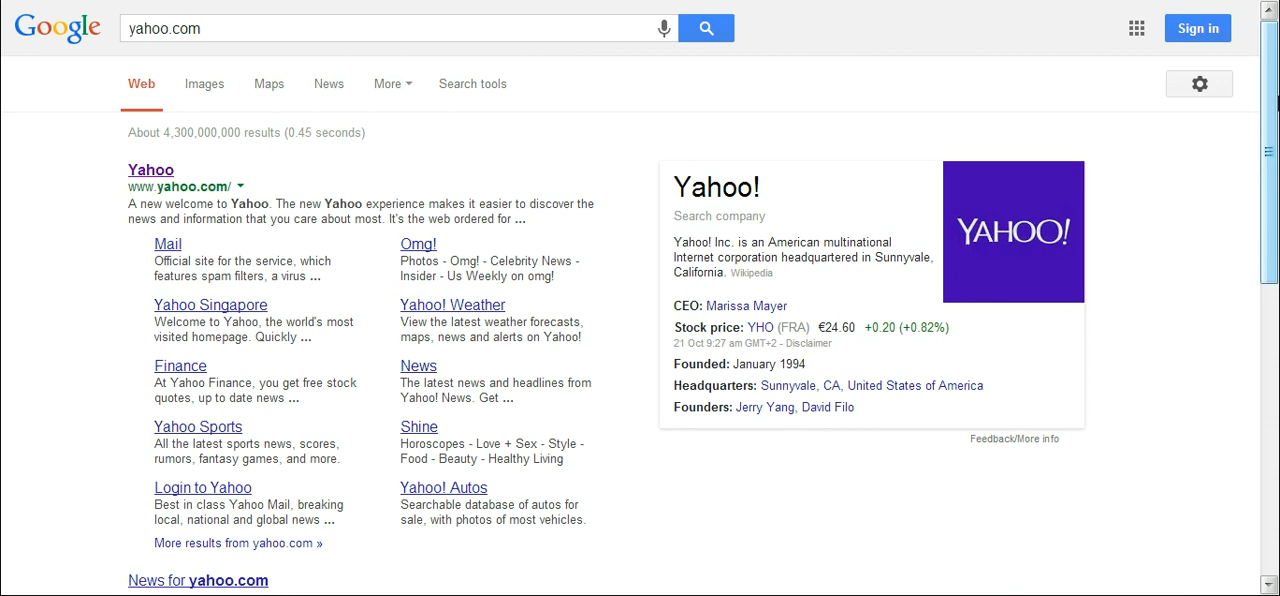 Google
yahoo.com
Sign in
Web Images Maps News More Search tools
About 4,300,000,000 results (0.45 seconds)
Yahoo
www.yahoo.com/
A new welcome to Yahoo. The new Yahoo experience makes it easier to discover the
news and information that you care about most. It's the web ordered for ...
Mail
Official site for the service, which
features spam filters, a virus ...
Omg!
Photos - Omg! - Celebrity News -
Insider - Us Weekly on omg!
Yahoo Singapore
Welcome to Yahoo, the world's most
visited homepage. Quickly ...
Yahoo! Weather
View the latest weather forecasts,
maps, news and alerts on Yahoo!
Finance
At Yahoo Finance, you get free stock
quotes, up to date news ...
News
The latest news and headlines from
Yahoo! News. Get ...
Yahoo Sports
All the latest sports news, scores,
rumors, fantasy games, and more.
Shine
Horoscopes - Love + Sex - Style -
Food - Beauty - Healthy Living
Login to Yahoo
Best in class Yahoo Mail, breaking
local, national and global news ...
Yahoo! Autos
Searchable database of autos for
sale, with photos of most vehicles.
More results from yahoo.com »
News for yahoo.com
Yahoo!
Search company
Yahoo! Inc. is an American multinational
Internet corporation headquartered in Sunnyvale,
California. Wikipedia
YAHOO!
CEO: Marissa Mayer
Stock price: YHO (FRA) €24.60 +0.20 (+0.82%)
21 Oct 9:27 am GMT+2 - Disclaimer
Founded: January 1994
Headquarters: Sunnyvale, CA, United States of America
Founders: Jerry Yang, David Filo
Feedback/More info